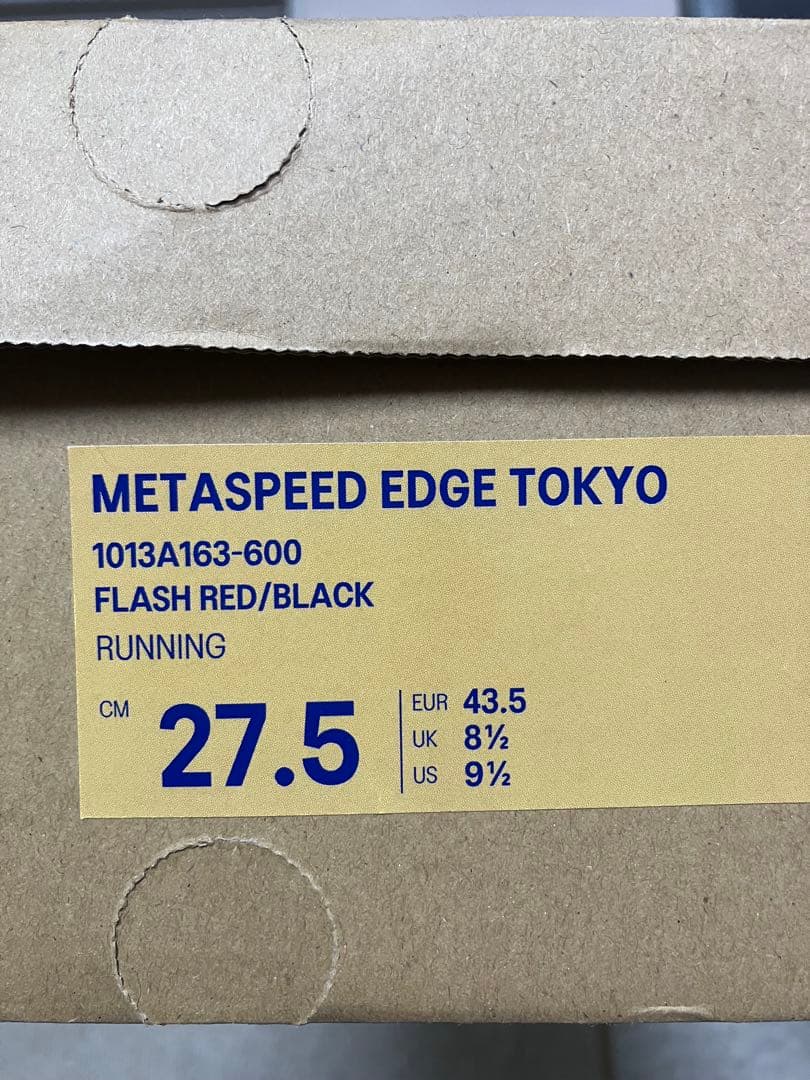 METASPEED EDGE TOKYO
1013A163-600
FLASH RED/BLACK
RUNNING
CM 27.5
EUR 43.5
UK 8½
US 9½